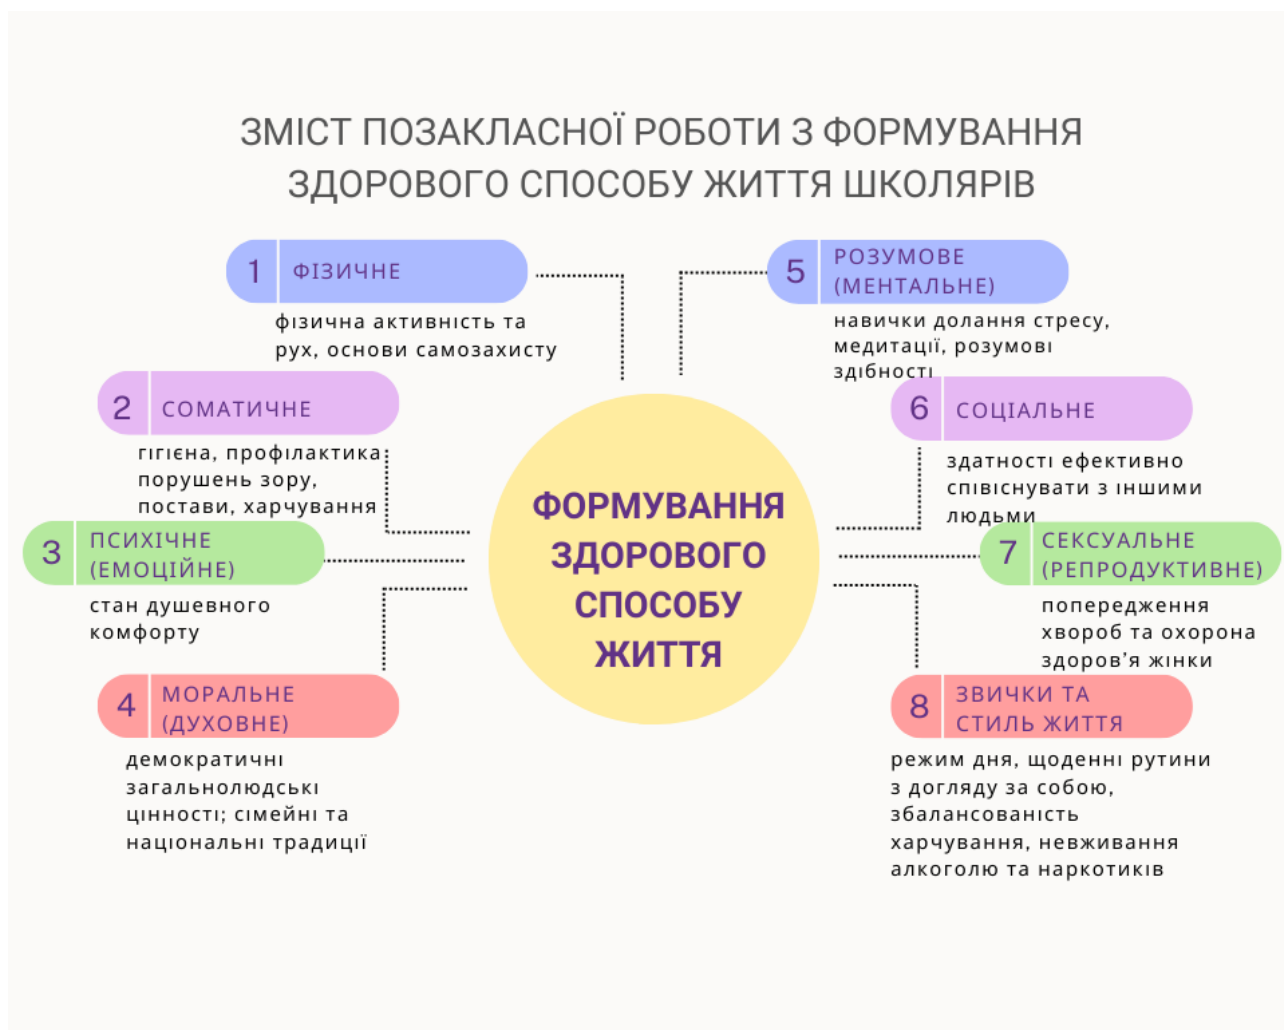 ЗМІСТ ПОЗАКЛАСНОЇ РОБОТИ З ФОРМУВАННЯ
ЗДОРОВОГО СПОСОБУ ЖИТТЯ ШКОЛЯРІВ
1 ФІЗИЧНЕ
фізична активність та
рух, основи самозахисту
2 СОМАТИЧНЕ
гігієна, профілактика
порушень зору,
постави, харчування
3 ПСИХІЧНЕ
(ЕМОЦІЙНЕ)
стан душевного
комфорту
4 МОРАЛЬНЕ
(ДУХОВНЕ)
демократичні
загальнолюдські
цінності; сімейні та
національні традиції
ФОРМУВАННЯ
ЗДОРОВОГО
СПОСОБУ
ЖИТТЯ
5 РОЗУМОВЕ
(МЕНТАЛЬНЕ)
навички долання стресу,
медитації, розумові
здібності
6 СОЦІАЛЬНЕ
здатності ефективно
співіснувати з іншими
людьми
7 СЕКСУАЛЬНЕ
(РЕПРОДУКТИВНЕ)
попередження
хвороб та охорона
здоров’я жінки
8 ЗВИЧКИ ТА
СТИЛЬ ЖИТТЯ
режим дня, щоденні рутини
з догляду за собою,
збалансованість
харчування, невживання
алкоголю та наркотиків